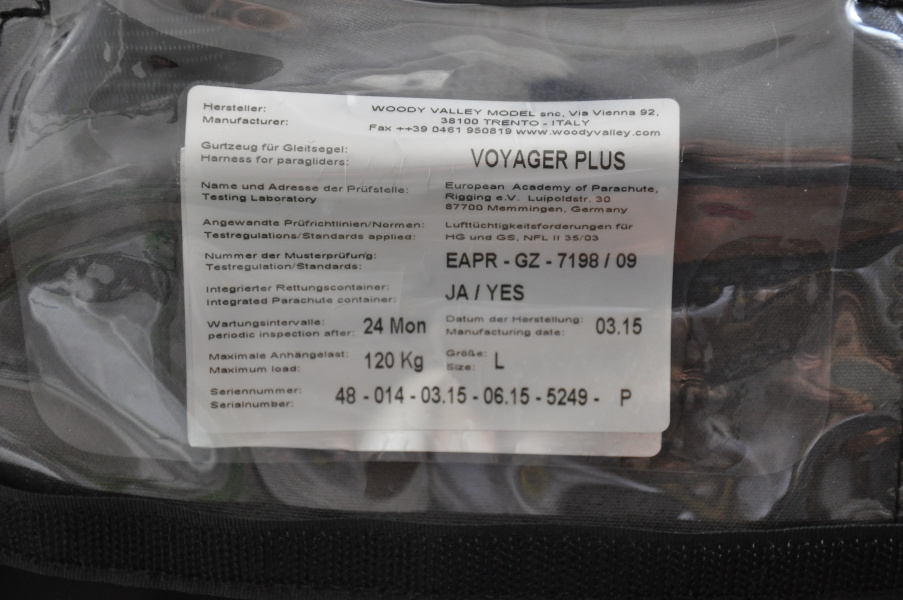 Hersteller: WOODY VALLEY MODEL snc, Via Vienna 92,
Manufacturer: 38100 TRENTO - ITALY
Fax ++39 0461 950819 www.woodyvalley.com
Gurtzeug für Gleitsegel:
Harness for paragliders: VOYAGER PLUS
Name und Adresse der Prüfstelle: European Academy of Parachute,
Testing Laboratory Rigging e.V. Luipoldstr. 30
87700 Memmingen, Germany
Angewandte Prüfrichtlinien/Normen: Lufttüchtigkeitsforderungen für
Testregulations/Standards applied: HG und GS, NFL II 35/03
Nummer der Musterprüfung: EAPR - GZ - 7198 / 09
Testregulation/Standards:
Integrierter Rettungscontainer: JA / YES
Integrated Parachute container:
Wartungsintervalle: 24 Mon Datum der Herstellung: 03.15
periodic inspection after: Manufacturing date:
Maximale Anhängelast: 120 Kg Größe: L
Maximum load: Size:
Seriennummer: 48 - 014 - 03.15 - 06.15 - 5249 - P
Serialnumber: